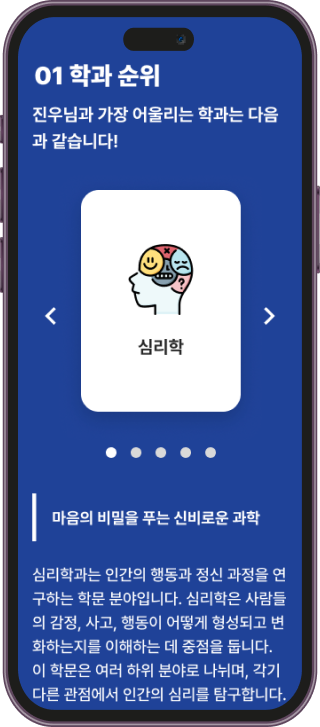 01 학과 순위
진우님과 가장 어울리는 학과는 다음
과 같습니다!
심리학
마음의 비밀을 푸는 신비로운 과학
심리학과는 인간의 행동과 정신 과정을 연
구하는 학문 분야입니다. 심리학은 사람들
의 감정, 사고, 행동이 어떻게 형성되고 변
화하는지를 이해하는 데 중점을 둡니다.
이 학문은 여러 하위 분야로 나뉘며, 각기
다른 관점에서 인간의 심리를 탐구합니다.